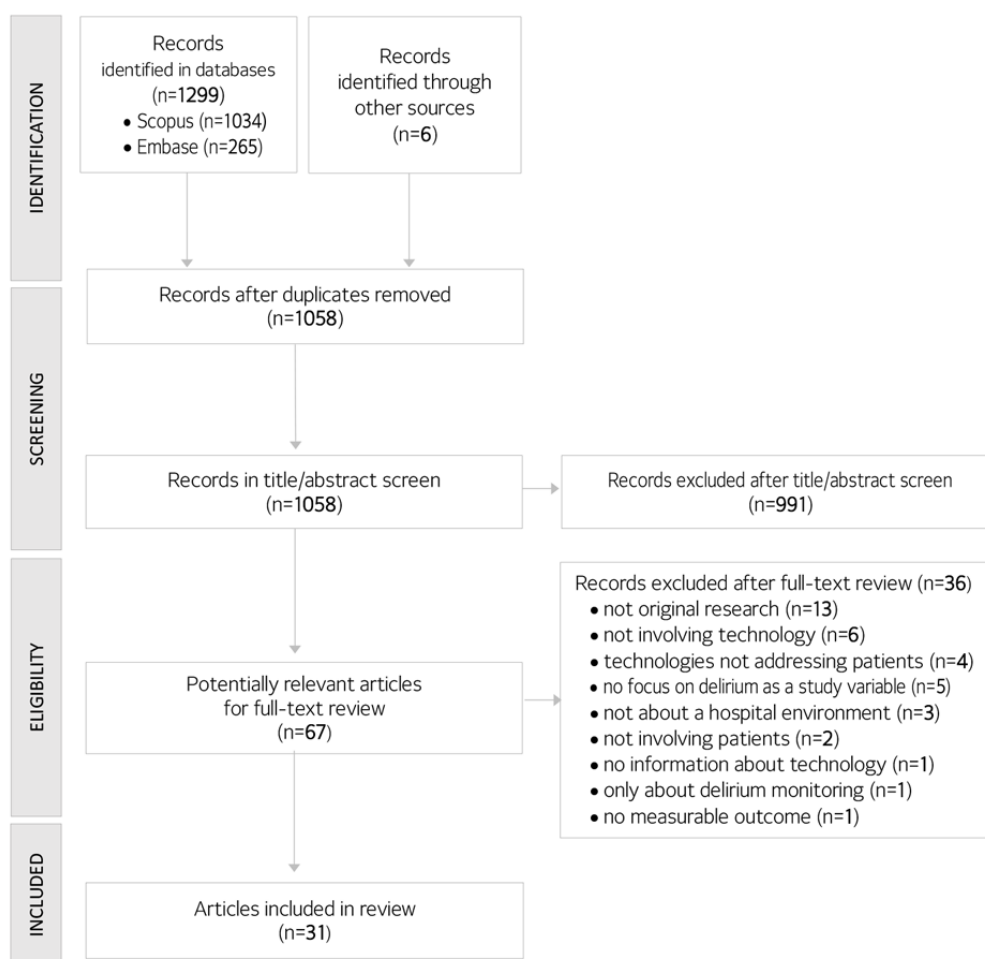 IDENTIFICATION
Records
identified in databases
(n=1299)
• Scopus (n=1034)
• Embase (n=265)
Records
identified through
other sources
(n=6)
SCREENING
Records after duplicates removed
(n=1058)
Records in title/abstract screen
(n=1058)
Records excluded after title/abstract screen
(n=991)
ELIGIBILITY
Potentially relevant articles
for full-text review
(n=67)
Records excluded after full-text review (n=36)
• not original research (n=13)
• not involving technology (n=6)
• technologies not addressing patients (n=4)
• no focus on delirium as a study variable (n=5)
• not about a hospital environment (n=3)
• not involving patients (n=2)
• no information about technology (n=1)
• only about delirium monitoring (n=1)
• no measurable outcome (n=1)
INCLUDED
Articles included in review
(n=31)